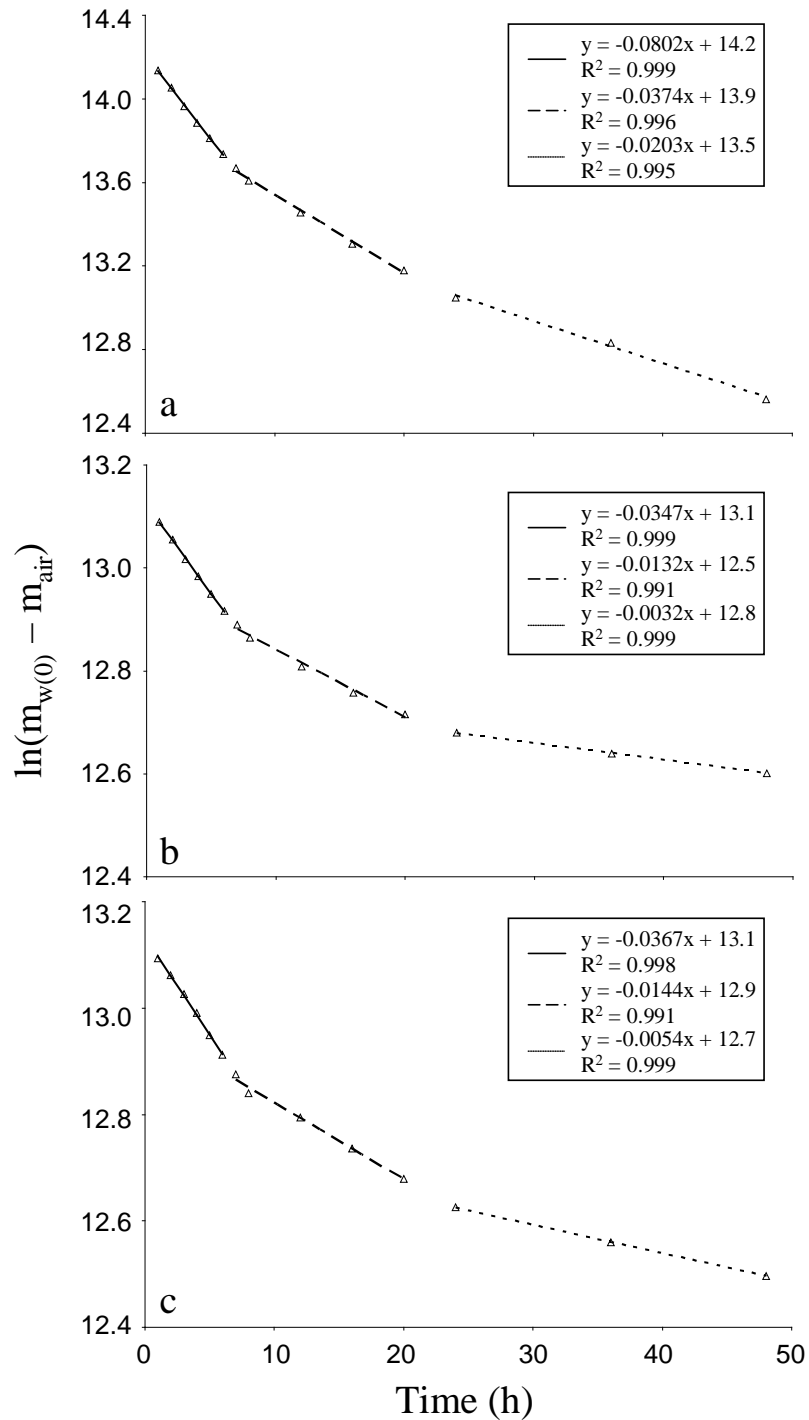 14.4
14.0
13.6
13.2
12.8
12.4
y = -0.0802x + 14.2
R² = 0.999
y = -0.0374x + 13.9
R² = 0.996
y = -0.0203x + 13.5
R² = 0.995
a
13.2
13.0
12.8
12.6
12.4
y = -0.0347x + 13.1
R² = 0.999
y = -0.0132x + 12.5
R² = 0.991
y = -0.0032x + 12.8
R² = 0.999
b
ln(m_w(0) – m_air)
13.2
13.0
12.8
12.6
12.4
y = -0.0367x + 13.1
R² = 0.998
y = -0.0144x + 12.9
R² = 0.991
y = -0.0054x + 12.7
R² = 0.999
c
0 10 20 30 40 50
Time (h)